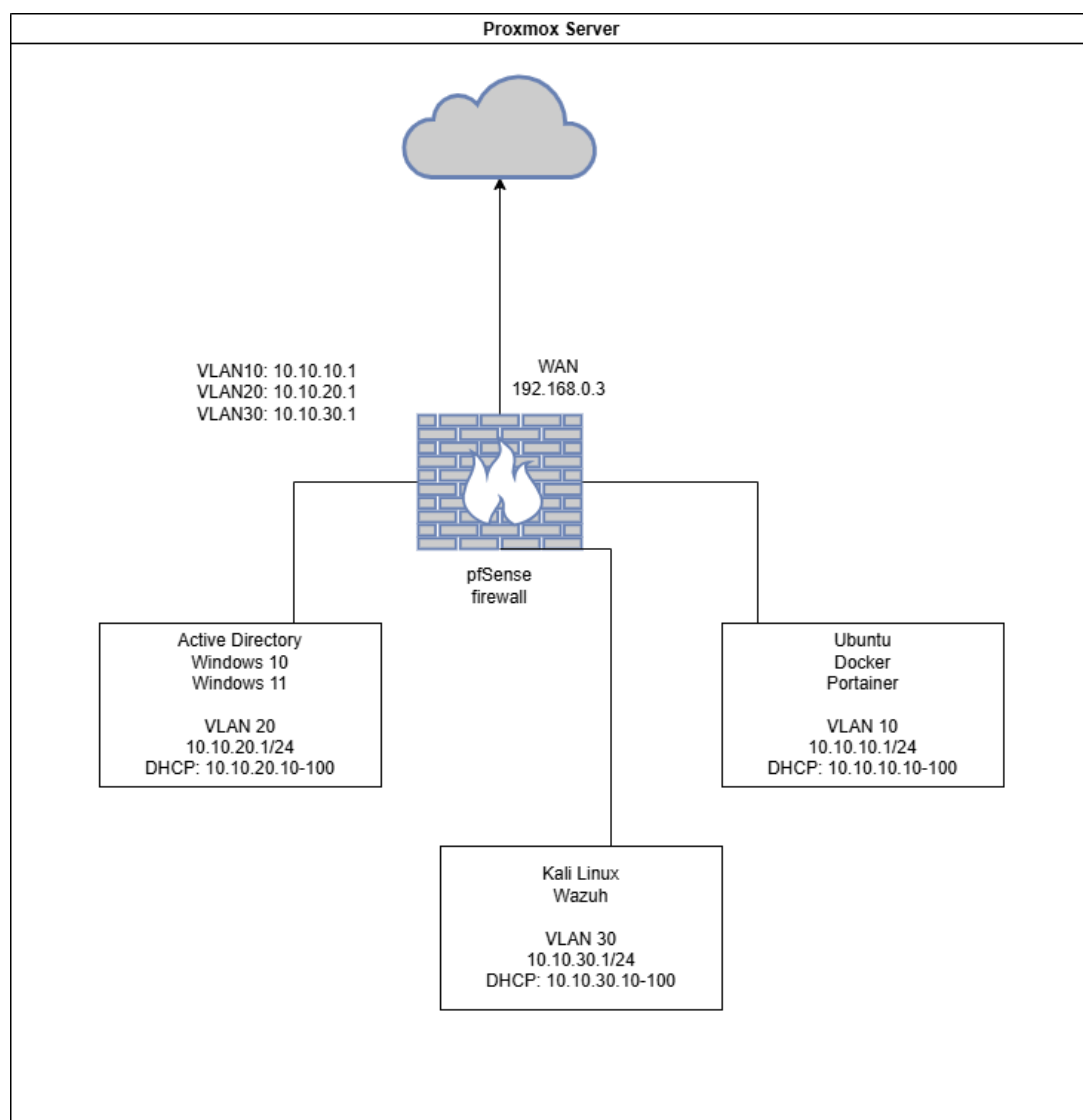 Proxmox Server
VLAN10: 10.10.10.1
VLAN20: 10.10.20.1
VLAN30: 10.10.30.1
WAN
192.168.0.3
pfSense
firewall
Active Directory
Windows 10
Windows 11
VLAN 20
10.10.20.1/24
DHCP: 10.10.20.10-100
Ubuntu
Docker
Portainer
VLAN 10
10.10.10.1/24
DHCP: 10.10.10.10-100
Kali Linux
Wazuh
VLAN 30
10.10.30.1/24
DHCP: 10.10.30.10-100